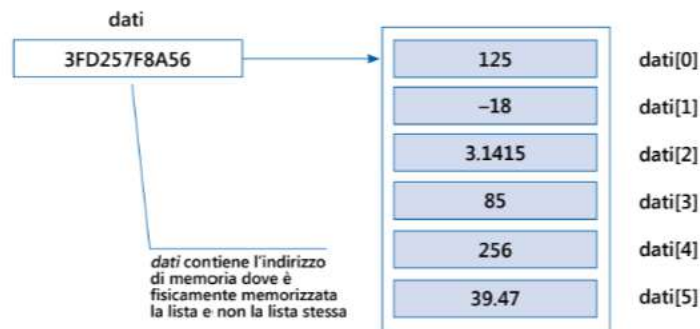 dati
3FD257F8A56
125 dati[0]
–18 dati[1]
3.1415 dati[2]
85 dati[3]
256 dati[4]
39.47 dati[5]
dati contiene l'indirizzo
di memoria dove è
fisicamente memorizzata
la lista e non la lista stessa